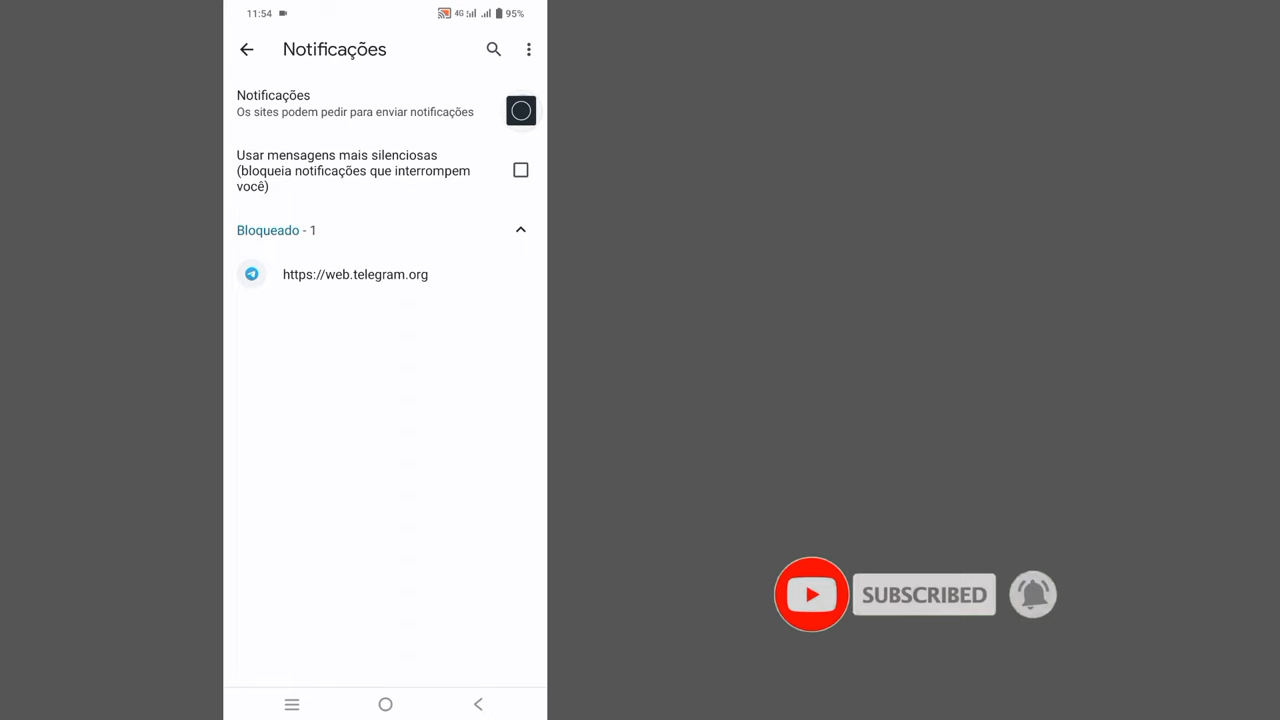 11:54
4G
95%
Notificações
Notificações
Os sites podem pedir para enviar notificações
Usar mensagens mais silenciosas
(bloqueia notificações que interrompem
você)
Bloqueado - 1
https://web.telegram.org
SUBSCRIBED